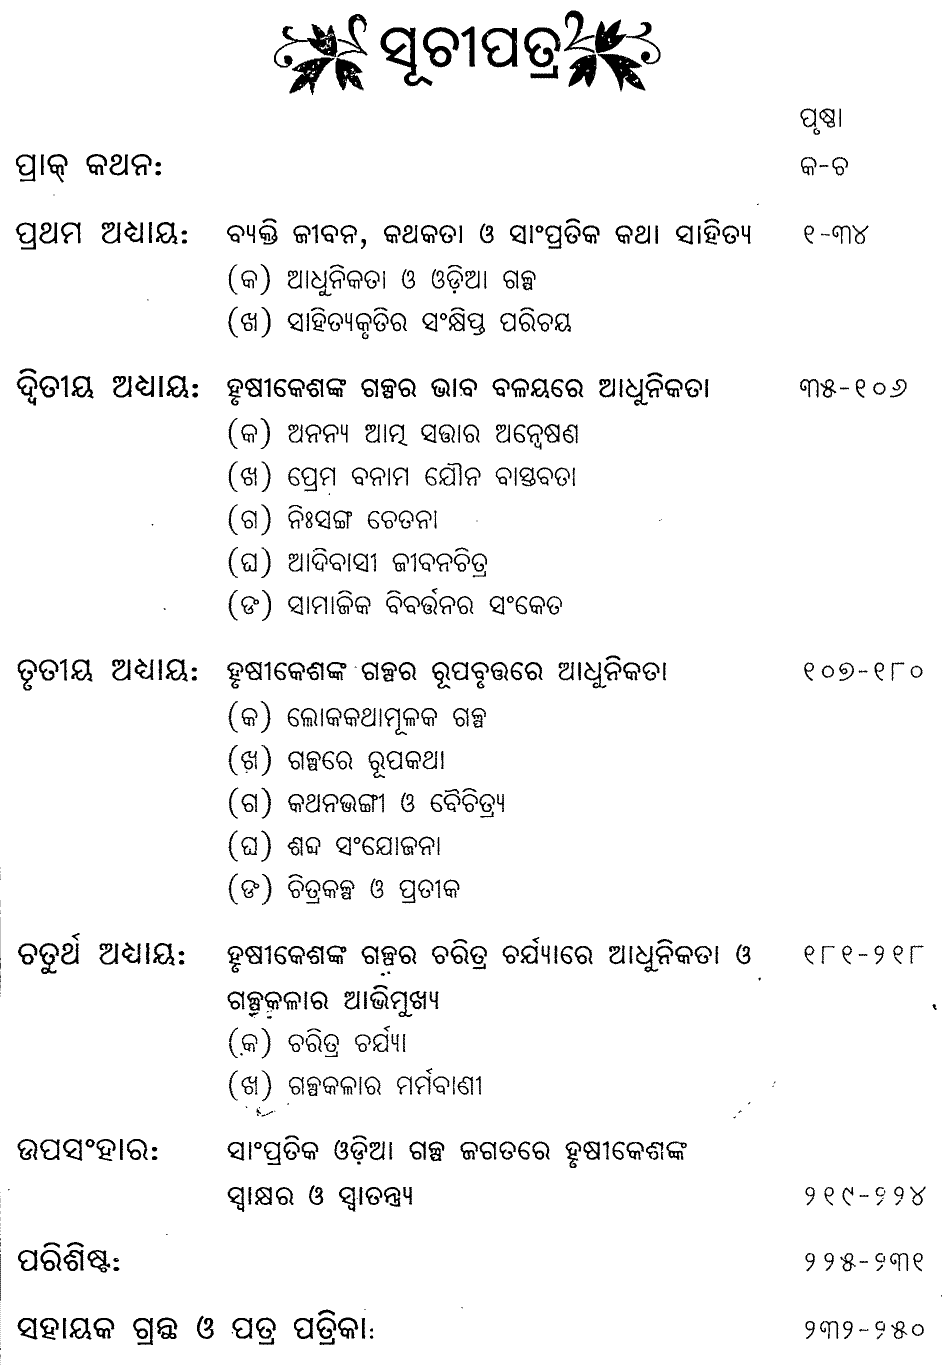 ସୂଚୀପତ୍ର
ପୃଷ୍ଠା
ପ୍ରାକ୍ କଥନ: କ-ଚ
ପ୍ରଥମ ଅଧ୍ୟାୟ: ବ୍ୟକ୍ତି ଜୀବନ, କଥକତା ଓ ସାଂପ୍ରତିକ କଥା ସାହିତ୍ୟ ୧-୩୪
(କ) ଆଧୁନିକତା ଓ ଓଡ଼ିଆ ଗଳ୍ପ
(ଖ) ସାହିତ୍ୟକୃତିର ସଂକ୍ଷିପ୍ତ ପରିଚୟ
ଦ୍ୱିତୀୟ ଅଧ୍ୟାୟ: ହୃଷୀକେଶଙ୍କ ଗଳ୍ପର ଭାବ ବଳୟରେ ଆଧୁନିକତା ୩୫-୧୦୬
(କ) ଅନନ୍ୟ ଆତ୍ମ ସତ୍ତାର ଅନ୍ୱେଷଣ
(ଖ) ପ୍ରେମ ବନାମ ଯୌନ ବାସ୍ତବତା
(ଗ) ନିଃସଙ୍ଗ ଚେତନା
(ଘ) ଆଦିବାସୀ ଜୀବନଚିତ୍ର
(ଙ) ସାମାଜିକ ବିବର୍ତ୍ତନର ସଂକେତ
ତୃତୀୟ ଅଧ୍ୟାୟ: ହୃଷୀକେଶଙ୍କ ଗଳ୍ପର ରୂପବୃତ୍ତରେ ଆଧୁନିକତା ୧୦୭-୧୮୦
(କ) ଲୋକକଥାମୂଳକ ଗଳ୍ପ
(ଖ) ଗଳ୍ପରେ ରୂପକଥା
(ଗ) କଥନଭଙ୍ଗୀ ଓ ବୈଚିତ୍ର୍ୟ
(ଘ) ଶବ୍ଦ ସଂଯୋଜନା
(ଙ) ଚିତ୍ରକଳ୍ପ ଓ ପ୍ରତୀକ
ଚତୁର୍ଥ ଅଧ୍ୟାୟ: ହୃଷୀକେଶଙ୍କ ଗଳ୍ପର ଚରିତ୍ର ଚର୍ଯ୍ୟାରେ ଆଧୁନିକତା ଓ ୧୮୧-୨୧୮
ଗଳ୍ପକଳାର ଆଭିମୁଖ୍ୟ
(କ) ଚରିତ୍ର ଚର୍ଯ୍ୟା
(ଖ) ଗଳ୍ପକଳାର ମର୍ମବାଣୀ
ଉପସଂହାର: ସାଂପ୍ରତିକ ଓଡ଼ିଆ ଗଳ୍ପ ଜଗତରେ ହୃଷୀକେଶଙ୍କ
ସ୍ୱାକ୍ଷର ଓ ସ୍ୱାତନ୍ତ୍ର୍ୟ ୨୧୯-୨୨୪
ପରିଶିଷ୍ଟ: ୨୨୫-୨୩୧
ସହାୟକ ଗ୍ରନ୍ଥ ଓ ପତ୍ର ପତ୍ରିକା: ୨୩୨-୨୫୦